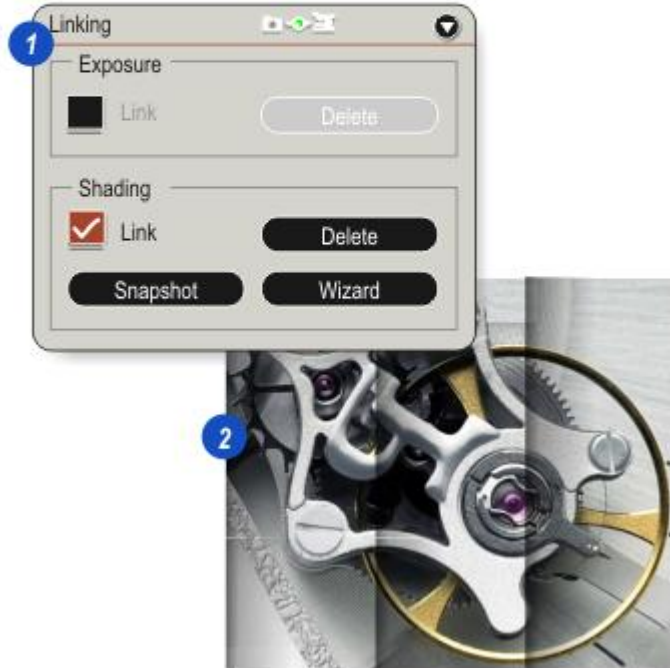 1
Linking
Exposure
Link
Delete
Shading
Link
Delete
Snapshot
Wizard
2